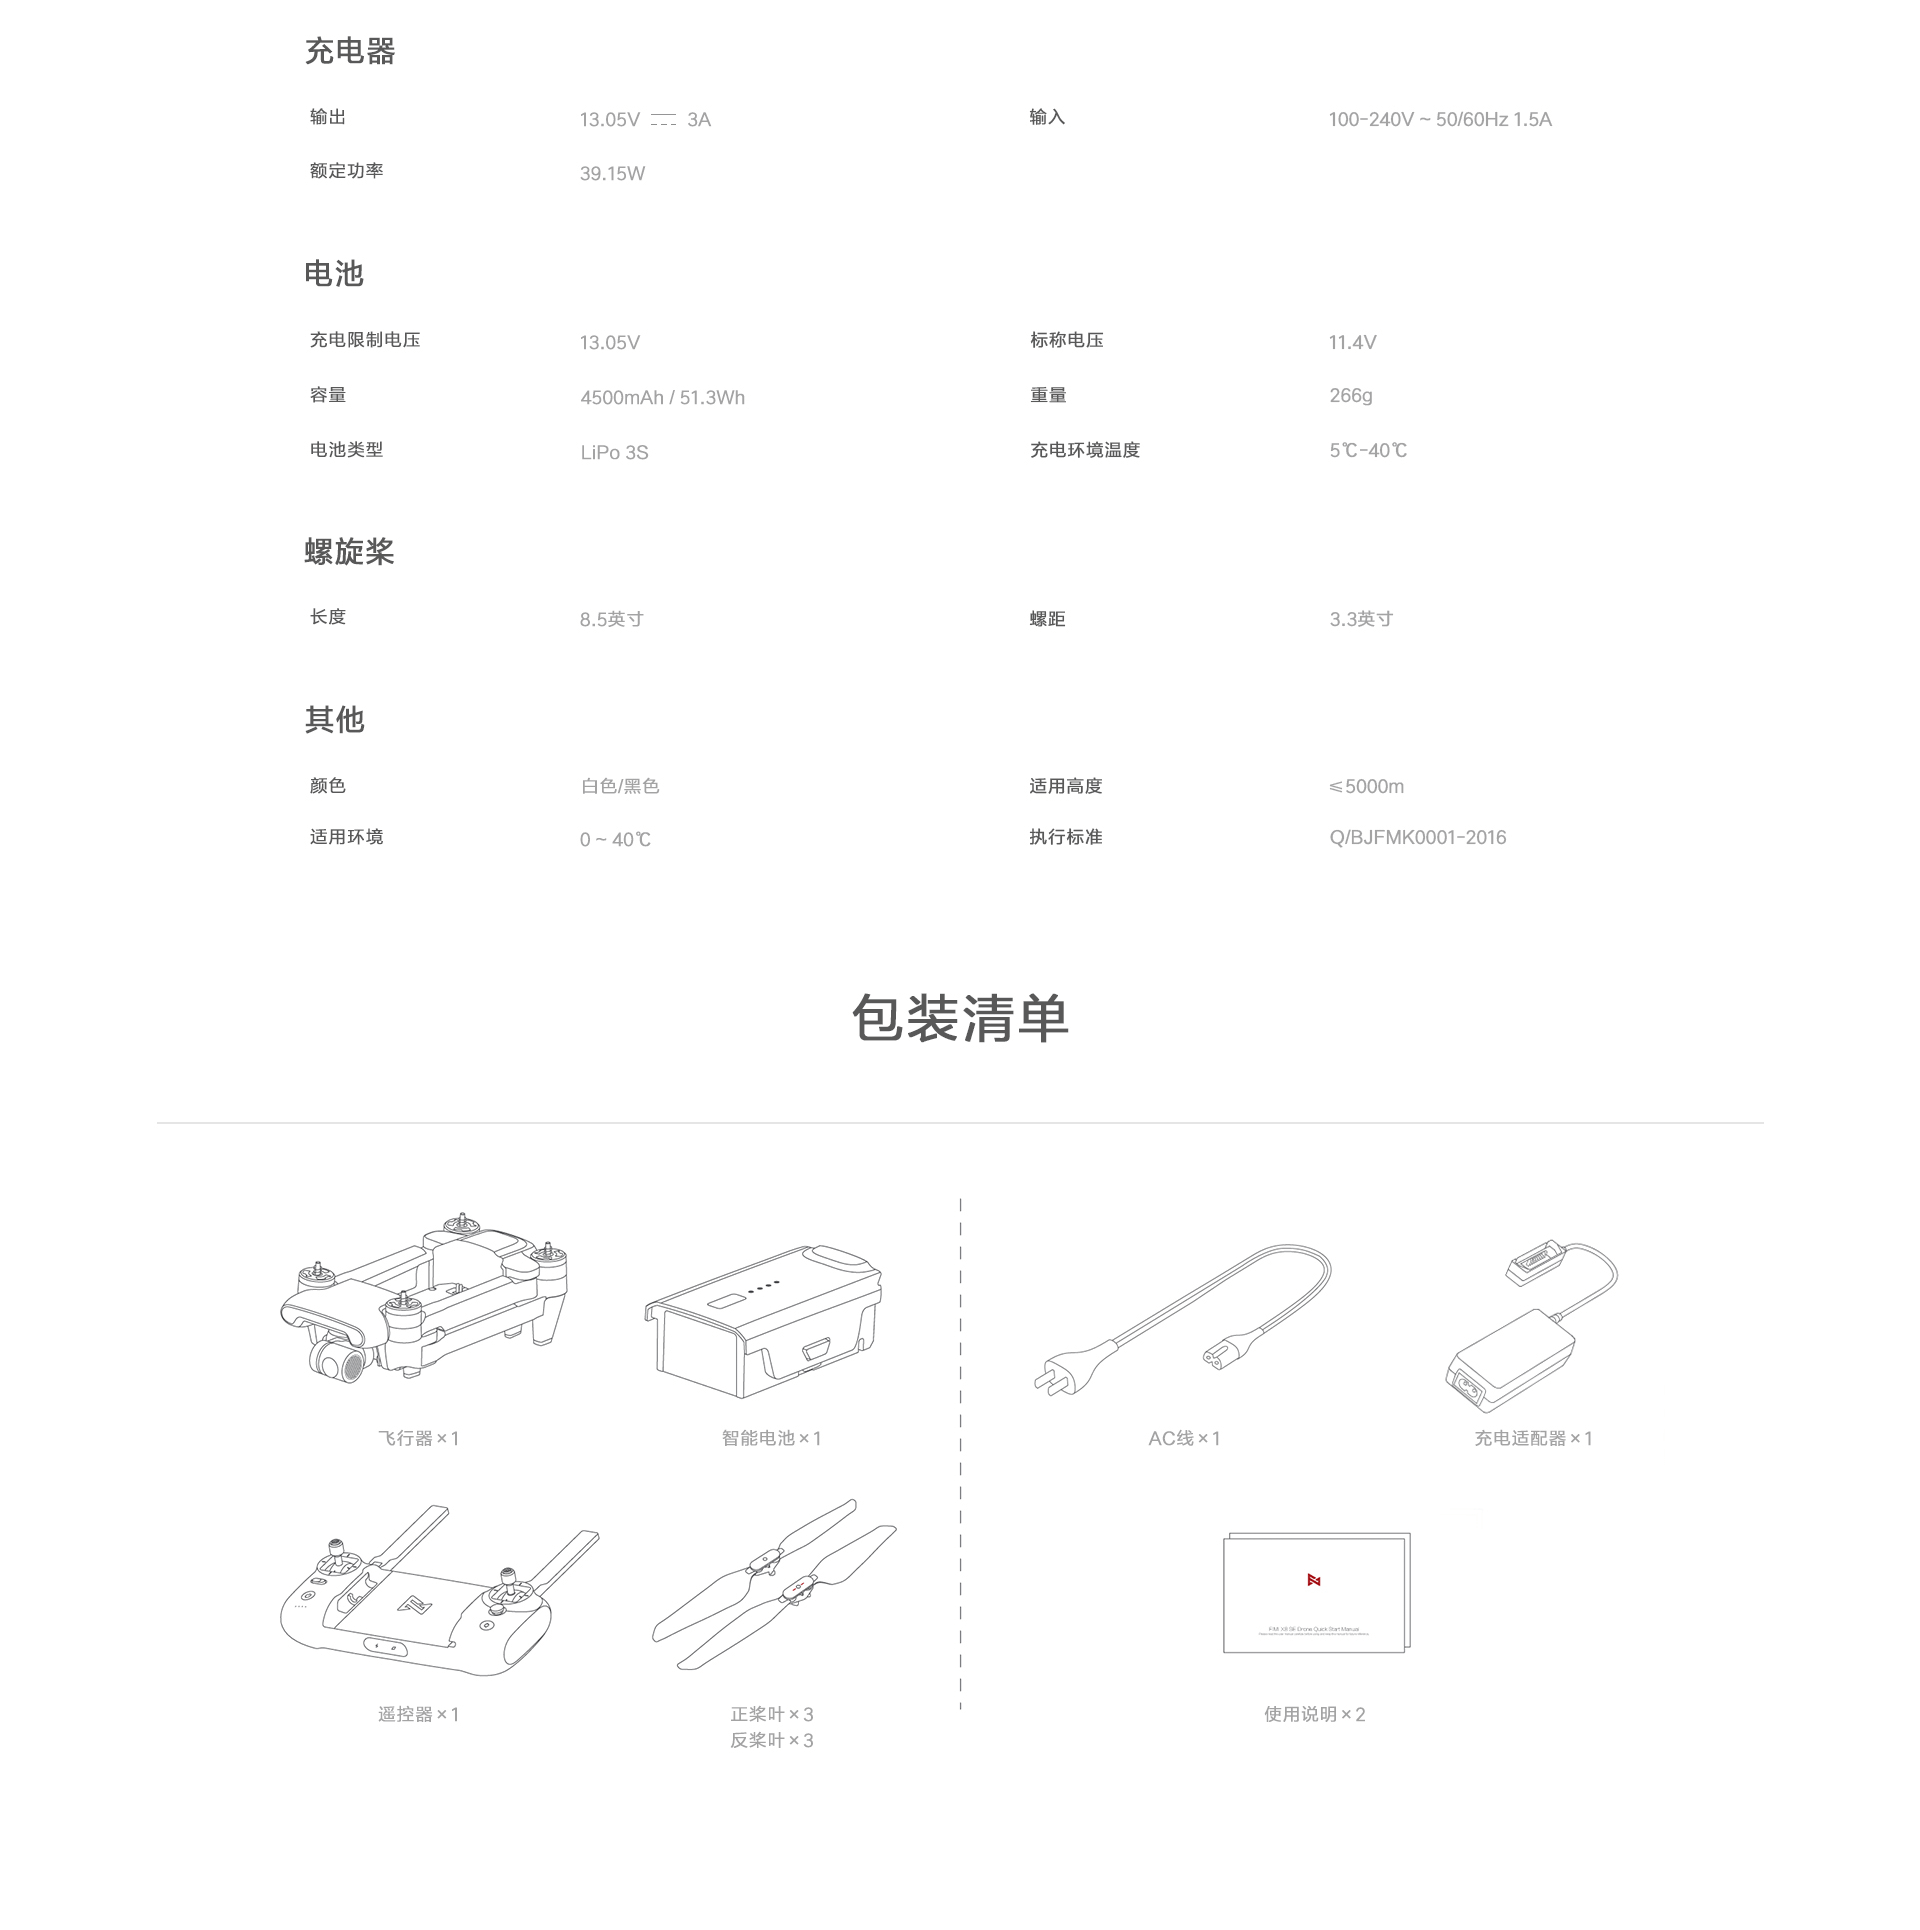 充电器
输出 13.05V ⎓ 3A 输入 100-240V ~ 50/60Hz 1.5A
额定功率 39.15W
电池
充电限制电压 13.05V 标称电压 11.4V
容量 4500mAh / 51.3Wh 重量 266g
电池类型 LiPo 3S 充电环境温度 5℃-40℃
螺旋桨
长度 8.5英寸 螺距 3.3英寸
其他
颜色 白色/黑色 适用高度 ≤5000m
适用环境 0 ~ 40℃ 执行标准 Q/BJFMK0001-2016
包装清单
飞行器×1 智能电池×1 AC线×1 充电适配器×1
FIMI X8 SE Drone Quick Start Manual
遥控器×1 正桨叶×3 使用说明×2
反桨叶×3